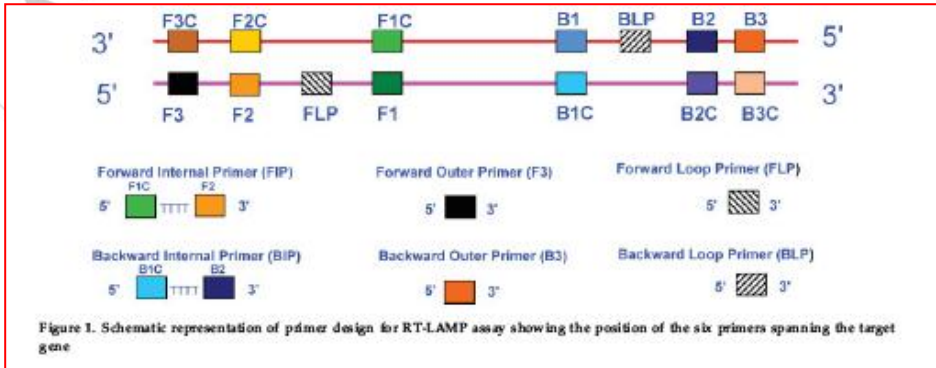 F3C F2C F1C B1 BLP B2 B3
3' 5'
5' 3'
F3 F2 FLP F1 B1C B2C B3C
Forward Internal Primer (FIP)
F1C F2
5' TTTT 3'
Forward Outer Primer (F3)
5' 3'
Forward Loop Primer (FLP)
5' 3'
Backward Internal Primer (BIP)
B1C B2
5' TTTT 3'
Backward Outer Primer (B3)
5' 3'
Backward Loop Primer (BLP)
5' 3'
Figure 1. Schematic representation of primer design for RT-LAMP assay showing the position of the six primers spanning the target
gene